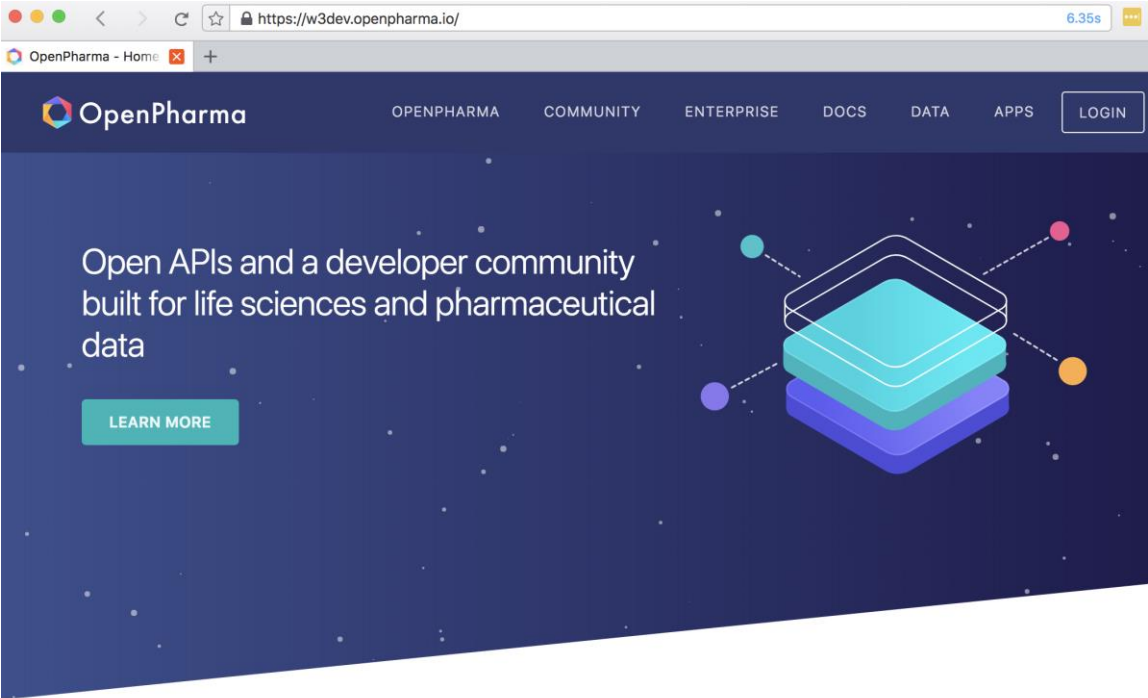 https://w3dev.openpharma.io/
6.35s
OpenPharma - Home
OpenPharma
OPENPHARMA COMMUNITY ENTERPRISE DOCS DATA APPS LOGIN
Open APIs and a developer community
built for life sciences and pharmaceutical
data
LEARN MORE